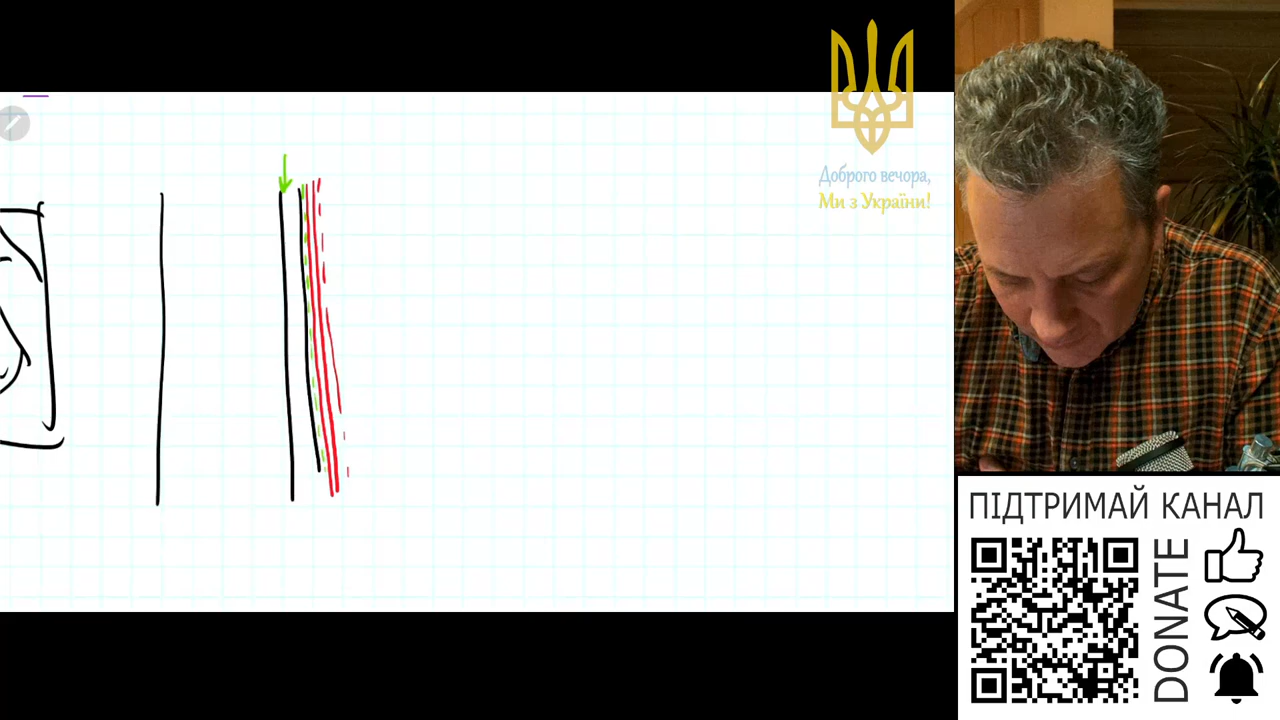 Доброго вечора,
Ми з України!
ПІДТРИМАЙ КАНАЛ
DONATE